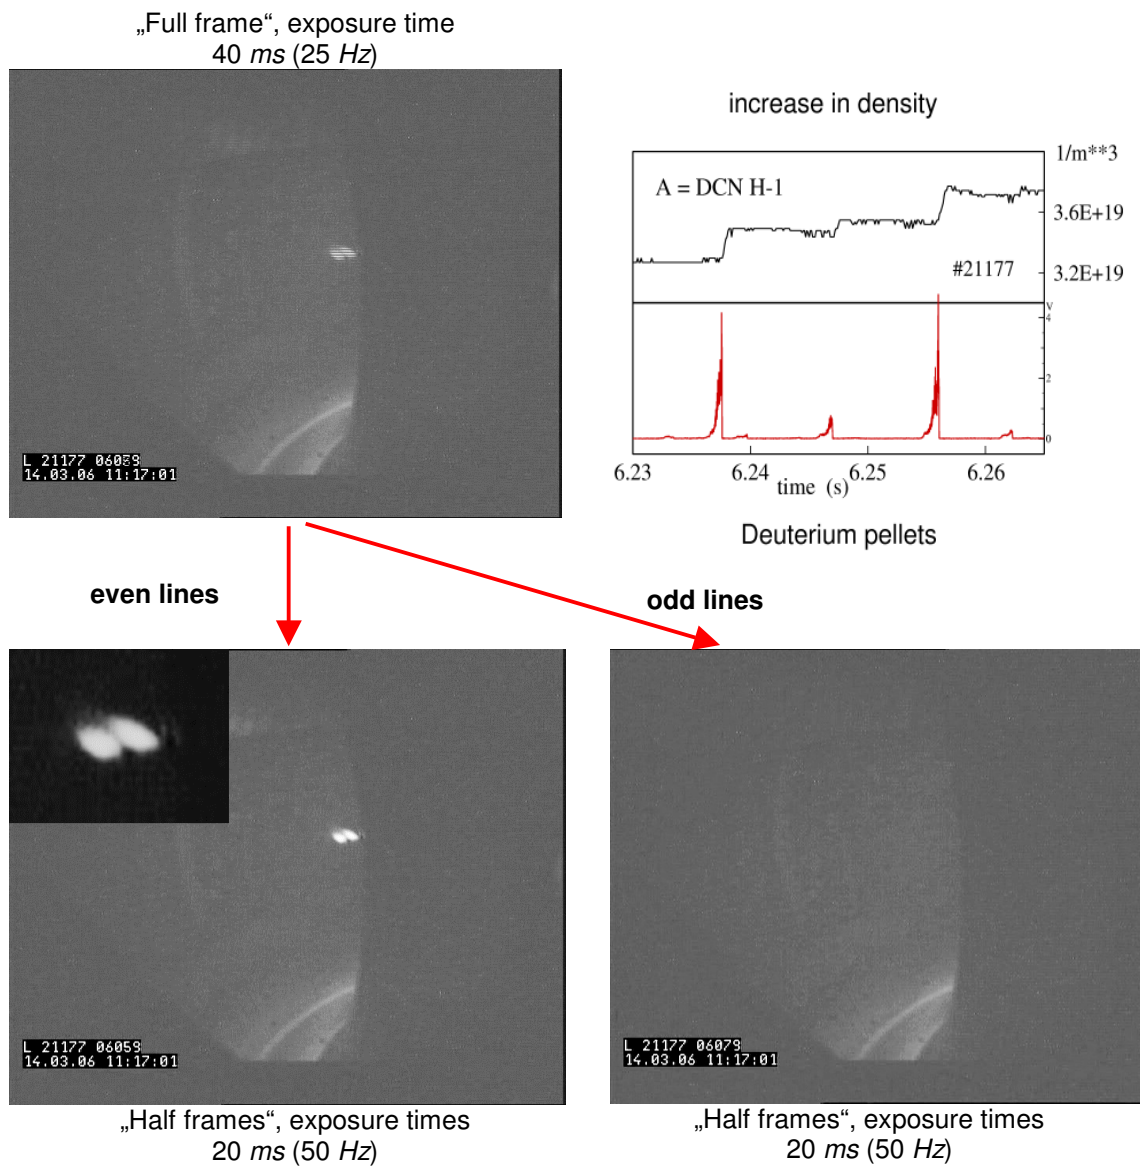 „Full frame“, exposure time
40 ms (25 Hz)
L 21177 06059
14.03.06 11:17:01
increase in density
1/m**3
A = DCN H-1
3.6E+19
#21177
3.2E+19
V
4
2
0
6.23 6.24 6.25 6.26
time (s)
Deuterium pellets
even lines
odd lines
L 21177 06059
14.03.06 11:17:01
L 21177 06079
14.03.06 11:17:01
„Half frames“, exposure times
20 ms (50 Hz)
„Half frames“, exposure times
20 ms (50 Hz)